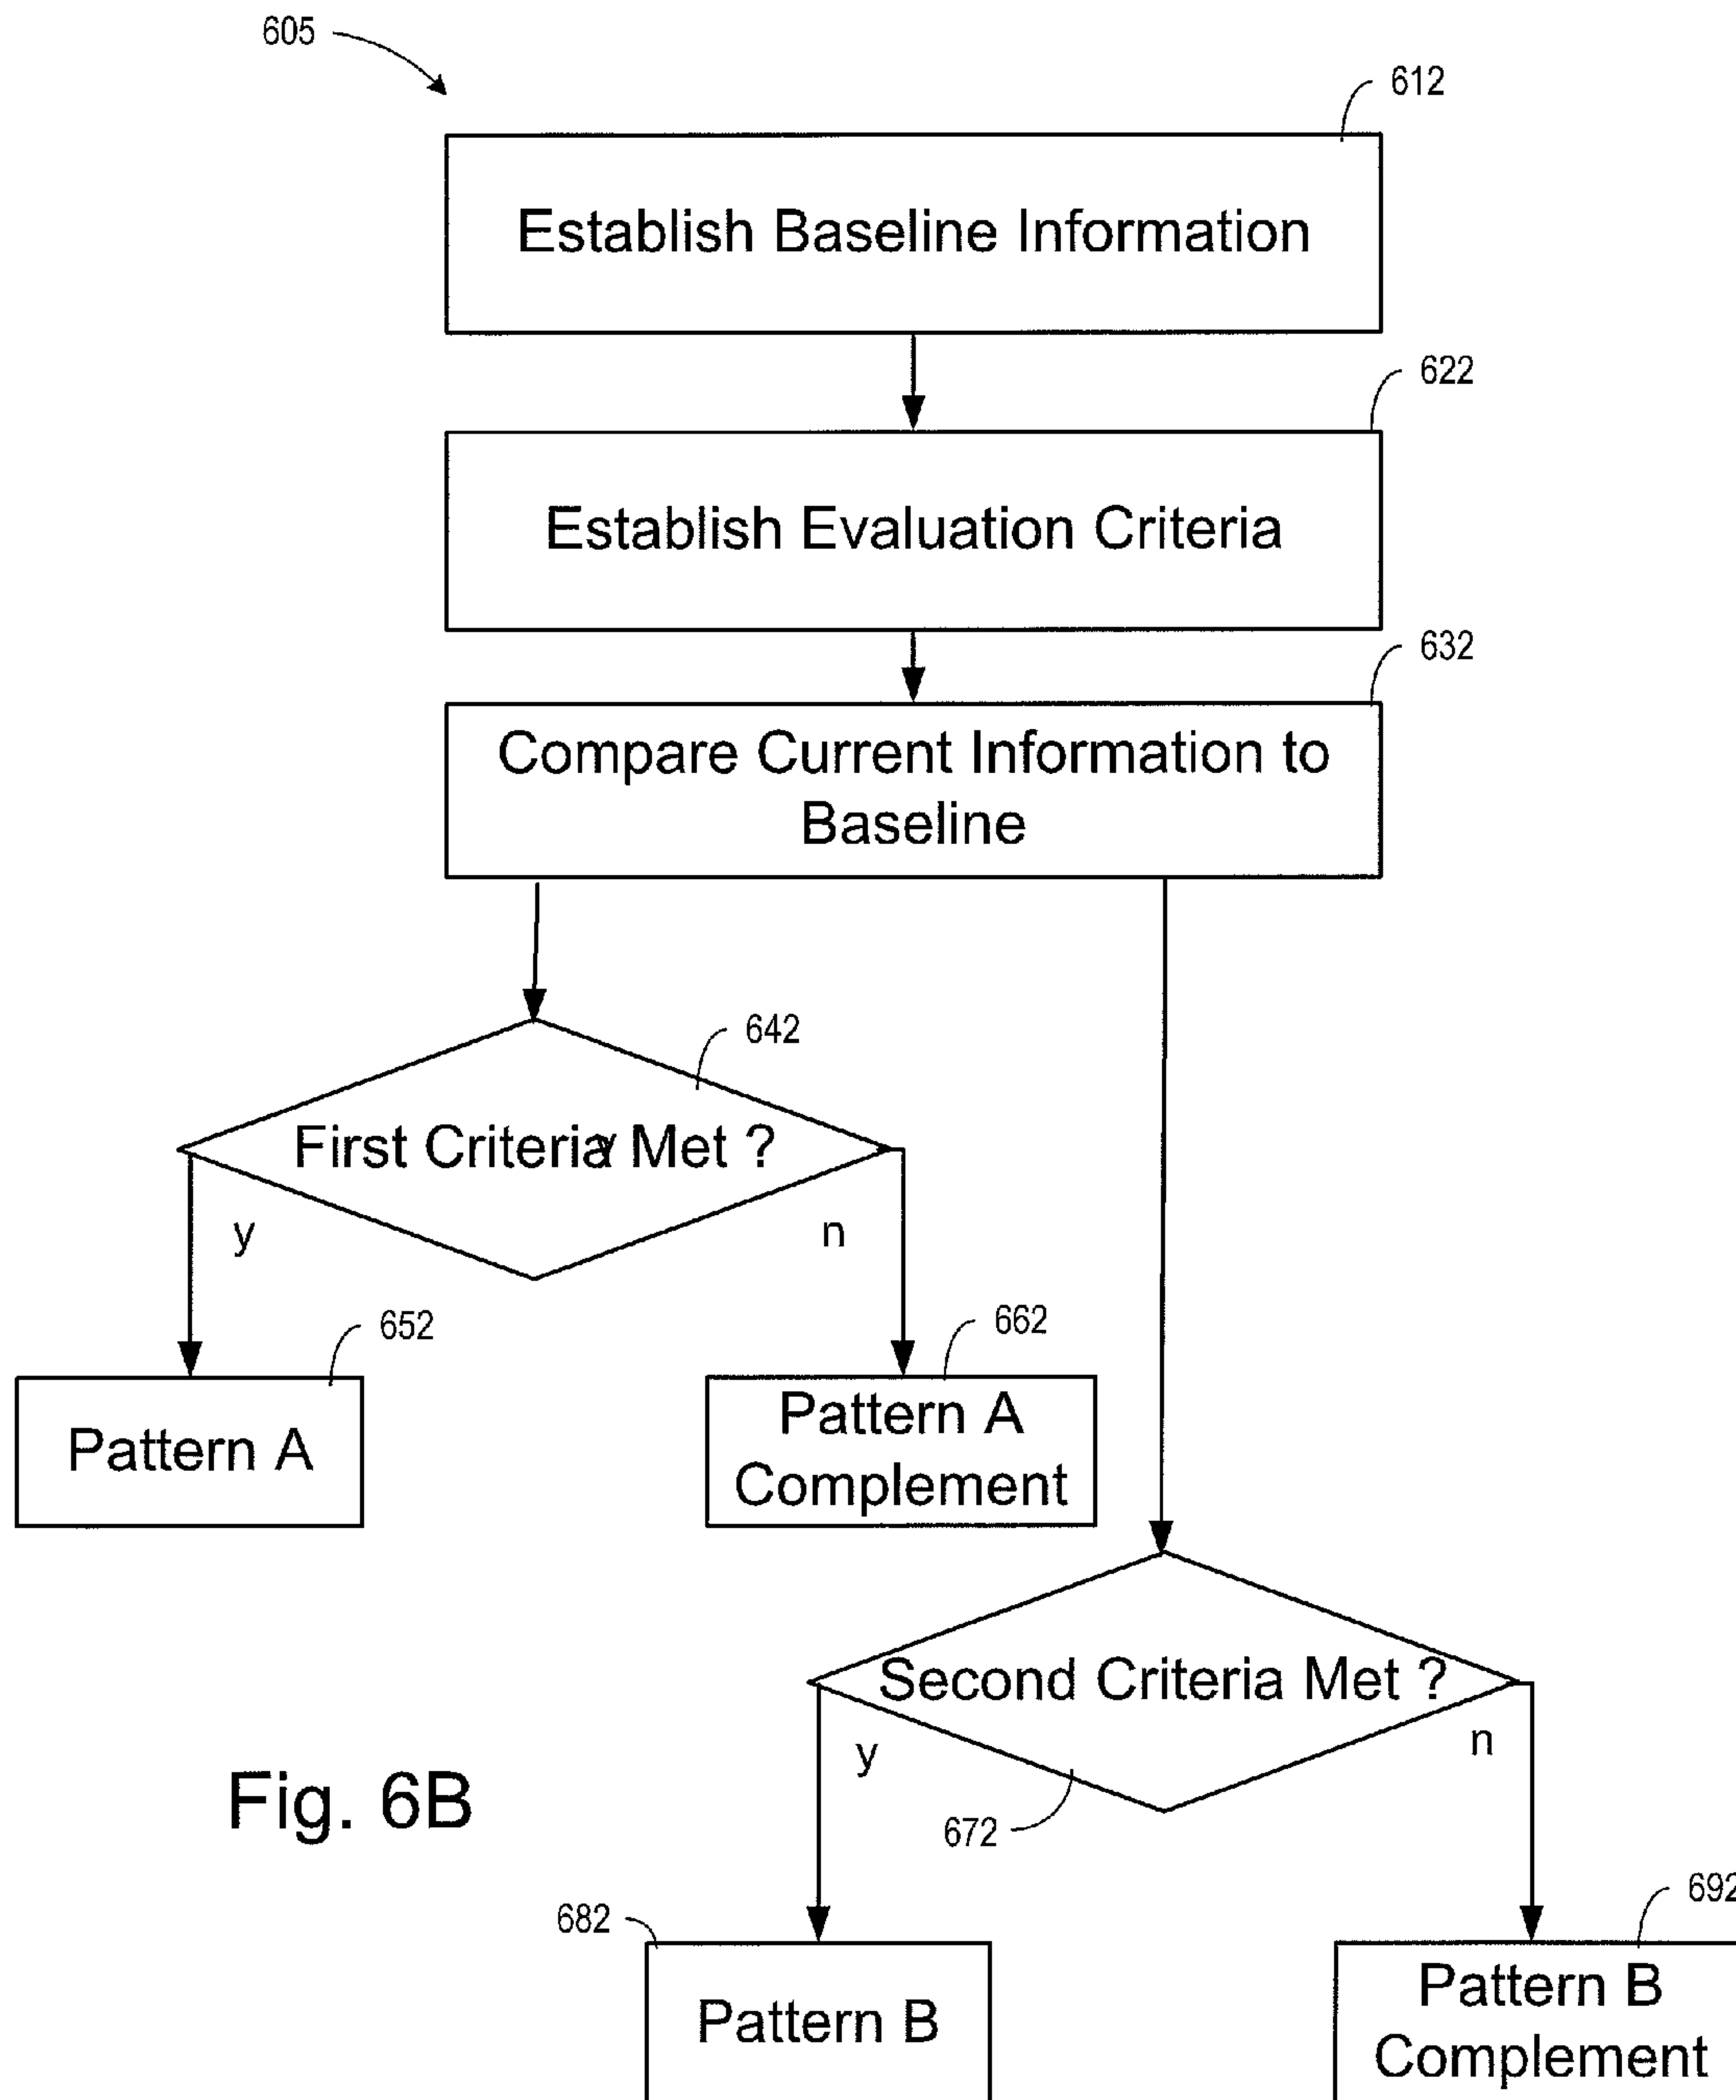 605
612
Establish Baseline Information
622
Establish Evaluation Criteria
632
Compare Current Information to
Baseline
642
First Criteria Met ?
y
n
652
Pattern A
662
Pattern A
Complement
Second Criteria Met ?
y
n
672
Fig. 6B
682
Pattern B
692
Pattern B
Complement